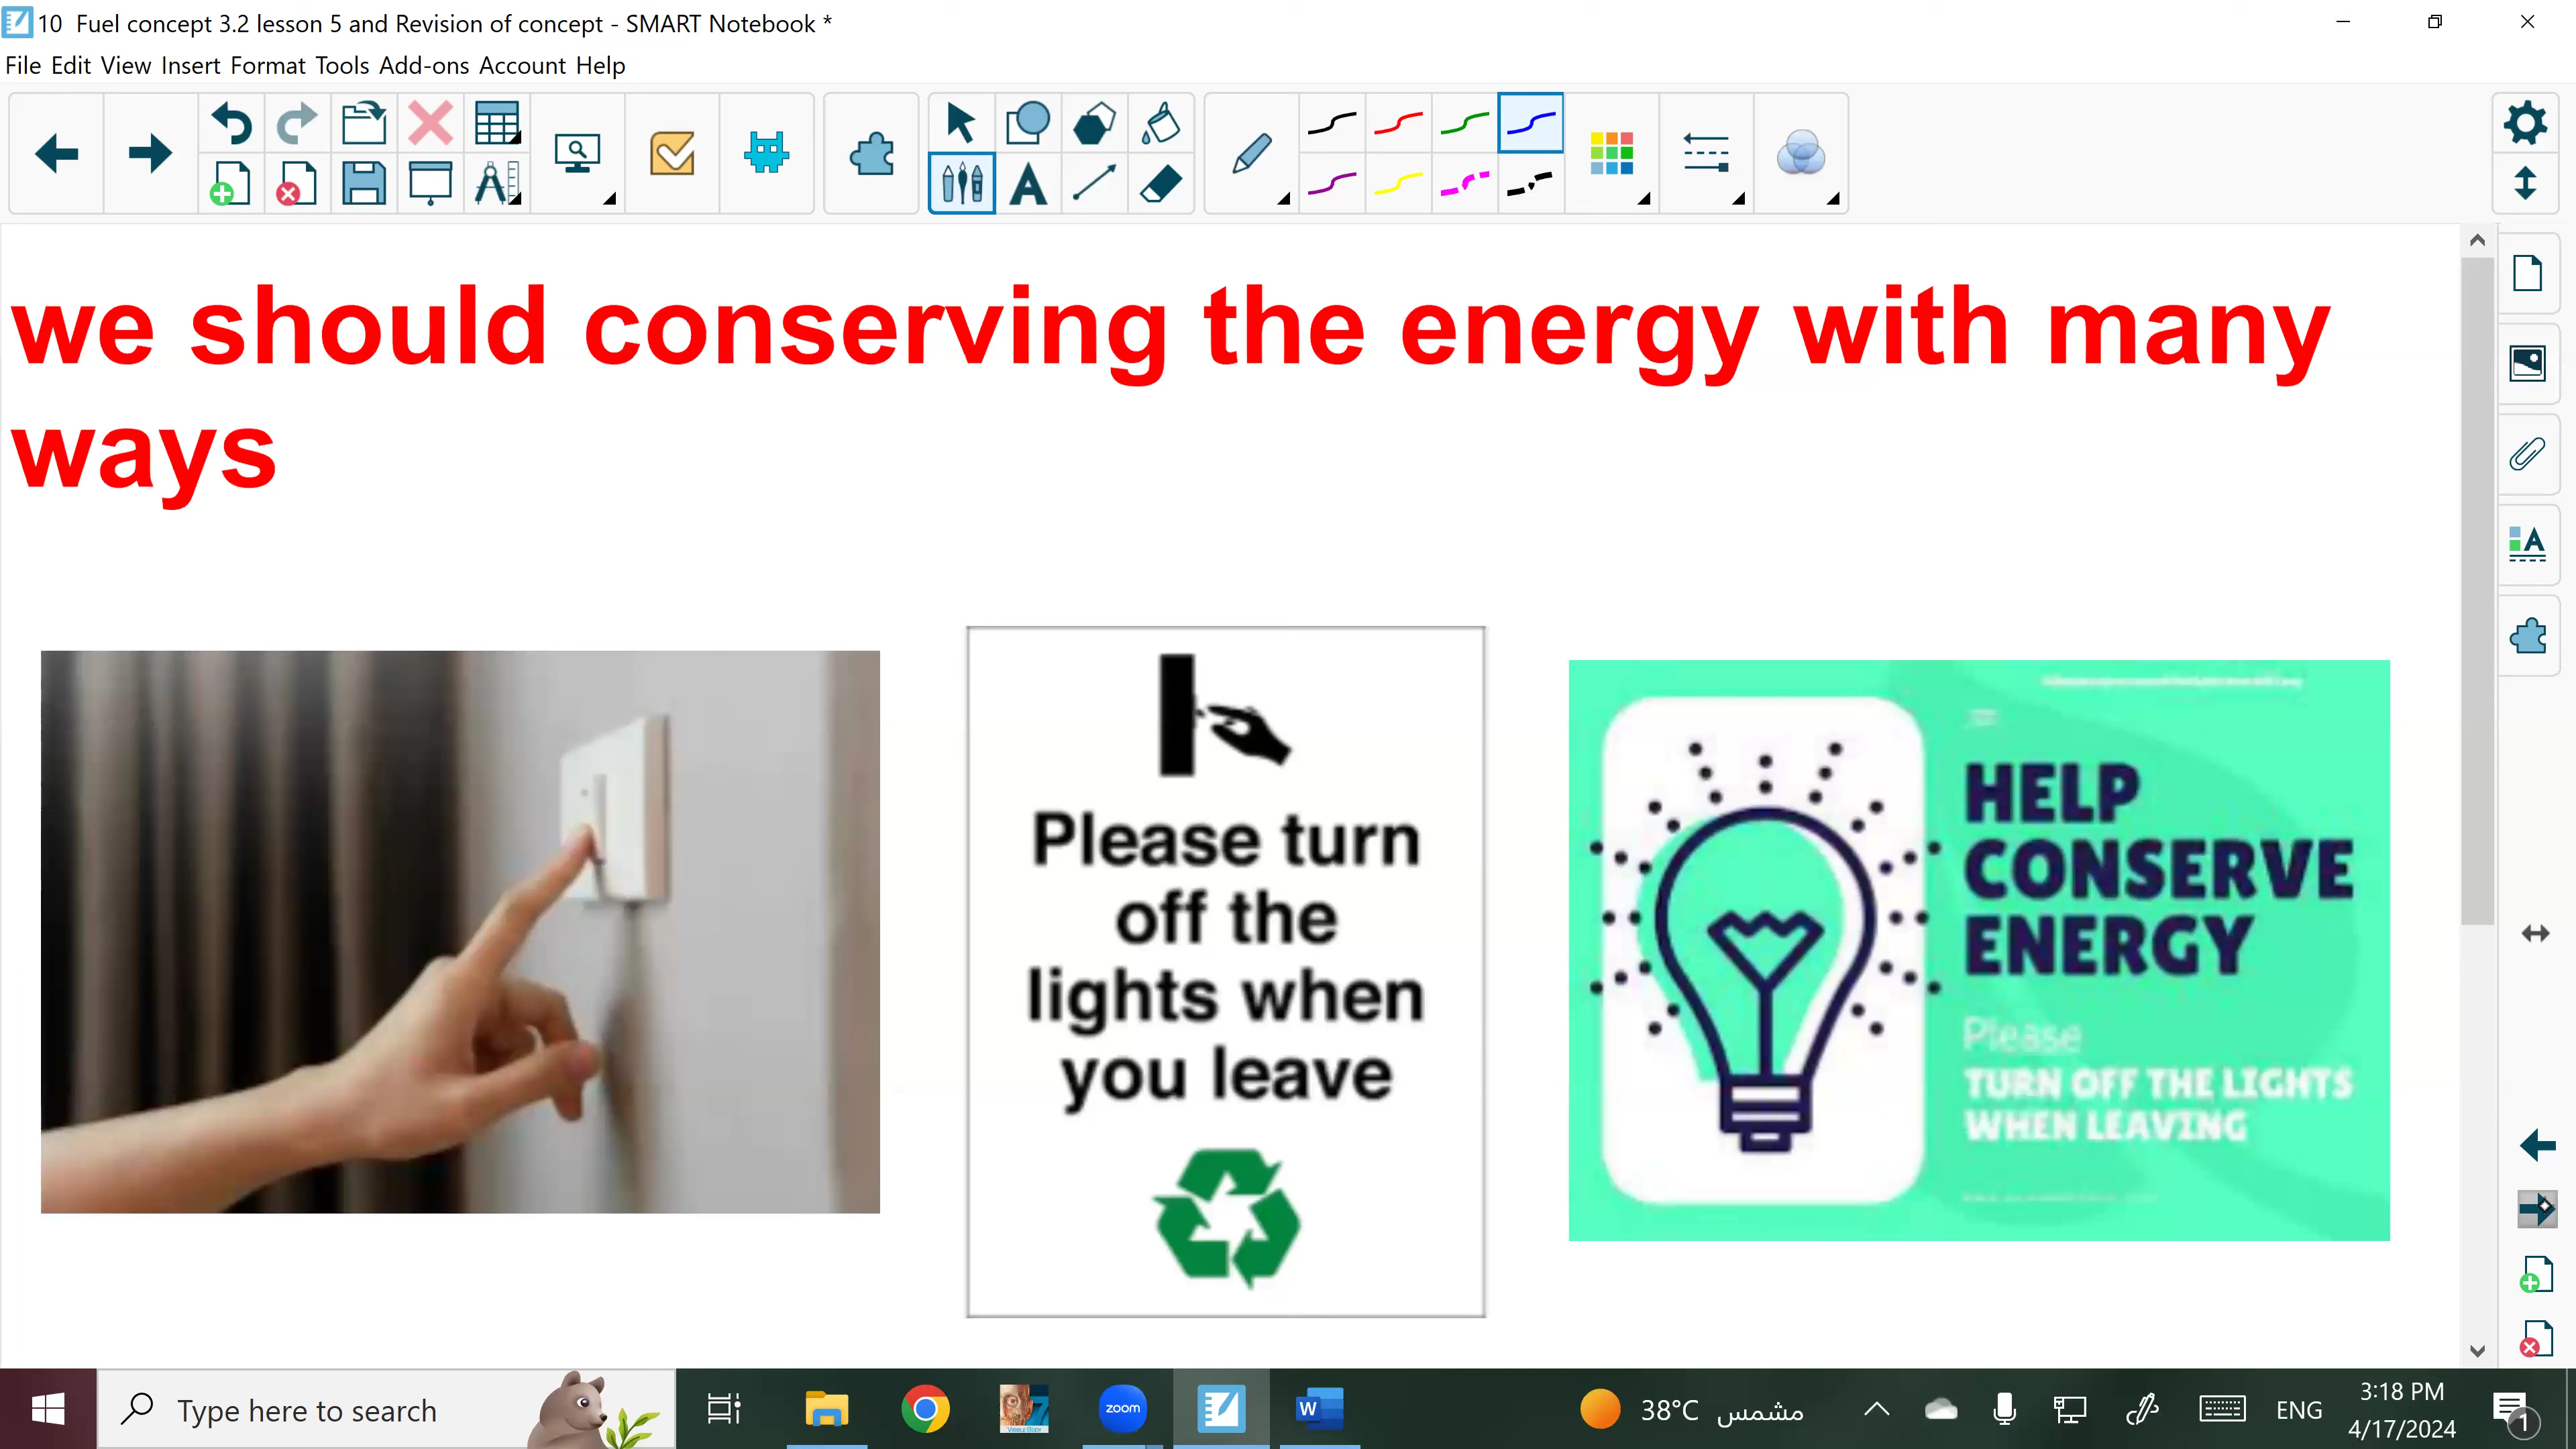 10 Fuel concept 3.2 lesson 5 and Revision of concept - SMART Notebook *
File Edit View Insert Format Tools Add-ons Account Help
we should conserving the energy with many
ways
Please turn
off the
lights when
you leave
HELP
CONSERVE
ENERGY
Please
TURN OFF THE LIGHTS
WHEN LEAVING
Type here to search
zoom
W
38°C مشمس
ENG
3:18 PM
4/17/2024
1